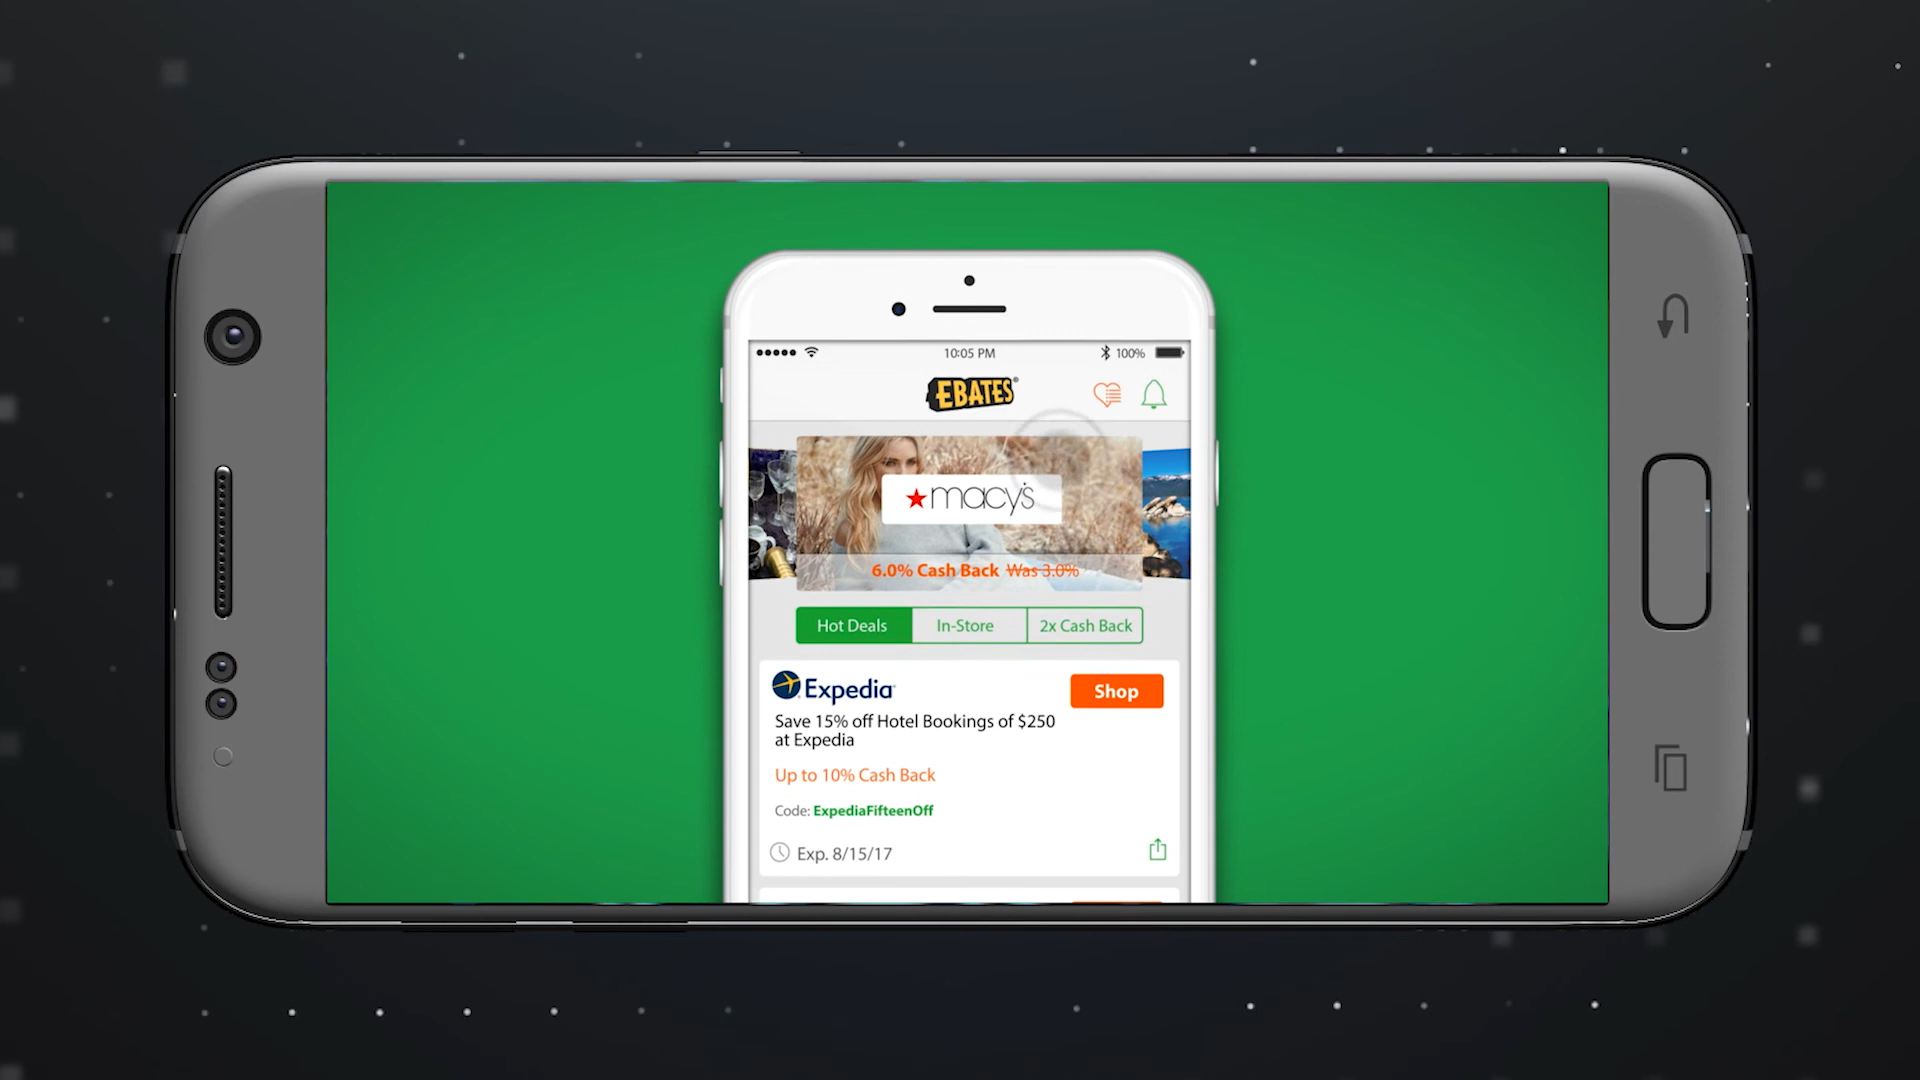 10:05 PM
100%
EBATES®
★macy's
6.0% Cash Back Was 3.0%
Hot Deals
In-Store
2x Cash Back
Expedia
Shop
Save 15% off Hotel Bookings of $250
at Expedia
Up to 10% Cash Back
Code: ExpediaFifteenOff
Exp. 8/15/17